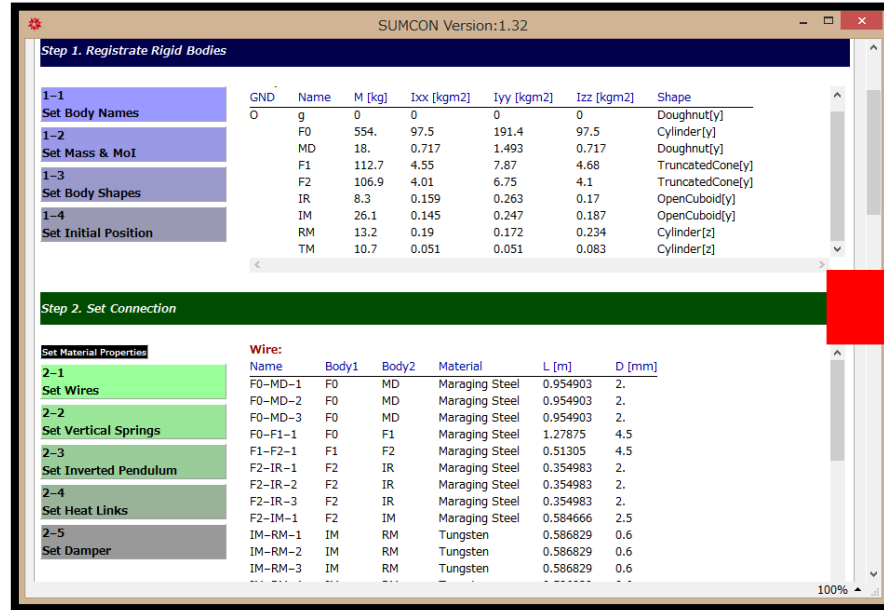 SUMCON Version:1.32
Step 1. Registrate Rigid Bodies
1–1
Set Body Names
1–2
Set Mass & MoI
1–3
Set Body Shapes
1–4
Set Initial Position
GND Name M [kg] Ixx [kgm2] Iyy [kgm2] Izz [kgm2] Shape
O g 0 0 0 0 Doughnut[y]
F0 554. 97.5 191.4 97.5 Cylinder[y]
MD 18. 0.717 1.493 0.717 Doughnut[y]
F1 112.7 4.55 7.87 4.68 TruncatedCone[y]
F2 106.9 4.01 6.75 4.1 TruncatedCone[y]
IR 8.3 0.159 0.263 0.17 OpenCuboid[y]
IM 26.1 0.145 0.247 0.187 OpenCuboid[y]
RM 13.2 0.19 0.172 0.234 Cylinder[z]
TM 10.7 0.051 0.051 0.083 Cylinder[z]
Step 2. Set Connection
Set Material Properties
2–1
Set Wires
2–2
Set Vertical Springs
2–3
Set Inverted Pendulum
2–4
Set Heat Links
2–5
Set Damper
Wire:
Name Body1 Body2 Material L [m] D [mm]
F0–MD–1 F0 MD Maraging Steel 0.954903 2.
F0–MD–2 F0 MD Maraging Steel 0.954903 2.
F0–MD–3 F0 MD Maraging Steel 0.954903 2.
F0–F1–1 F0 F1 Maraging Steel 1.27875 4.5
F1–F2–1 F1 F2 Maraging Steel 0.51305 4.5
F2–IR–1 F2 IR Maraging Steel 0.354983 2.
F2–IR–2 F2 IR Maraging Steel 0.354983 2.
F2–IR–3 F2 IR Maraging Steel 0.354983 2.
F2–IM–1 F2 IM Maraging Steel 0.584666 2.5
IM–RM–1 IM RM Tungsten 0.586829 0.6
IM–RM–2 IM RM Tungsten 0.586829 0.6
IM–RM–3 IM RM Tungsten 0.586829 0.6
100%